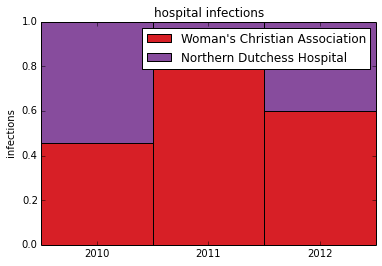 hospital infections
Woman's Christian Association
Northern Dutchess Hospital
infections
1.0
0.8
0.6
0.4
0.2
0.0
2010 2011 2012